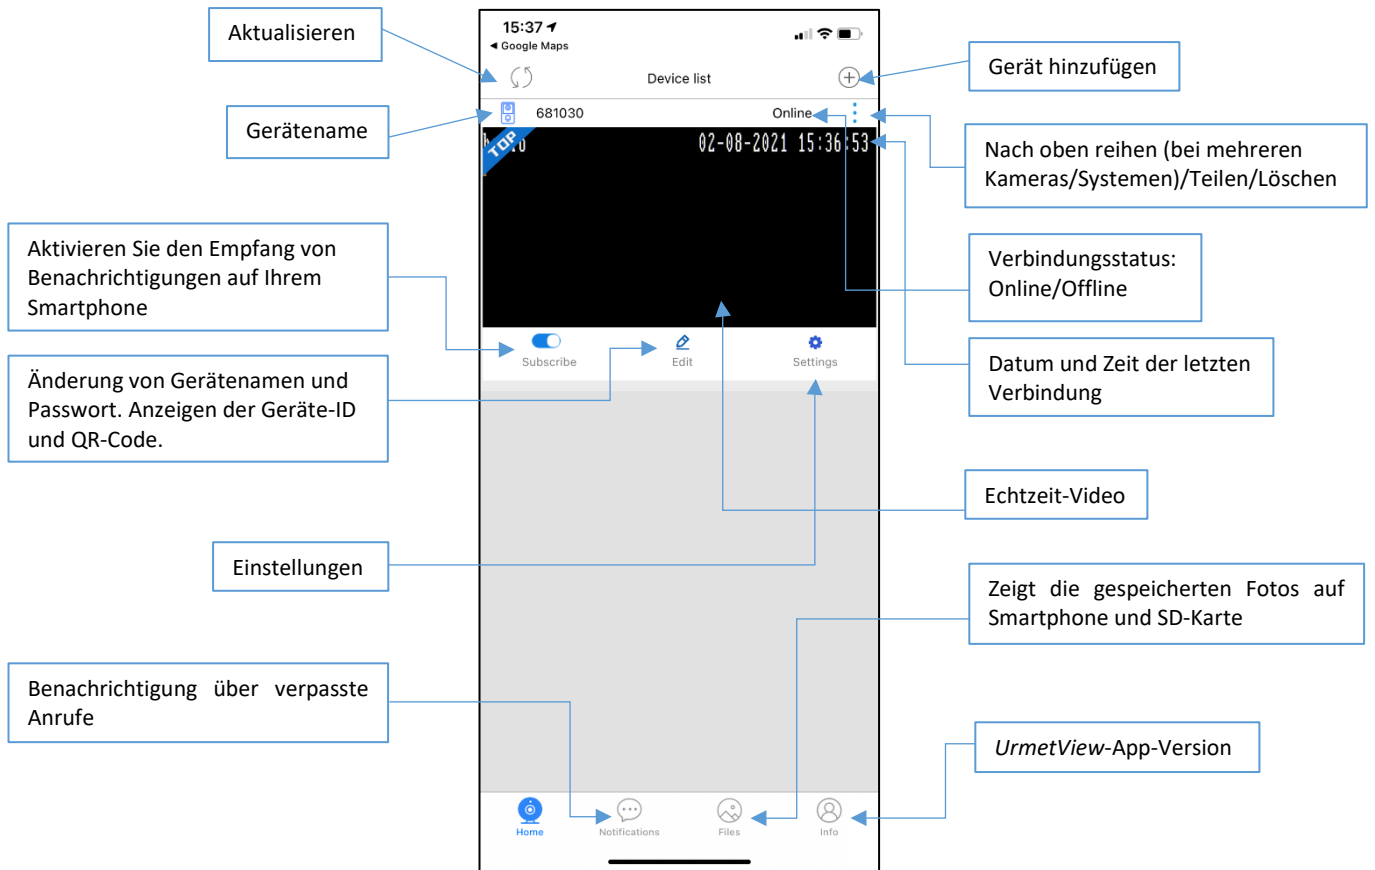 Aktualisieren
Gerätename
Aktivieren Sie den Empfang von
Benachrichtigungen auf Ihrem
Smartphone
Änderung von Gerätenamen und
Passwort. Anzeigen der Geräte-ID
und QR-Code.
Einstellungen
Benachrichtigung über verpasste
Anrufe
15:37
◄ Google Maps
Device list
681030
Online
TOP
02-08-2021 15:36:53
Subscribe
Edit
Settings
Home
Notifications
Files
Info
Gerät hinzufügen
Nach oben reihen (bei mehreren
Kameras/Systemen)/Teilen/Löschen
Verbindungsstatus:
Online/Offline
Datum und Zeit der letzten
Verbindung
Echtzeit-Video
Zeigt die gespeicherten Fotos auf
Smartphone und SD-Karte
UrmetView-App-Version